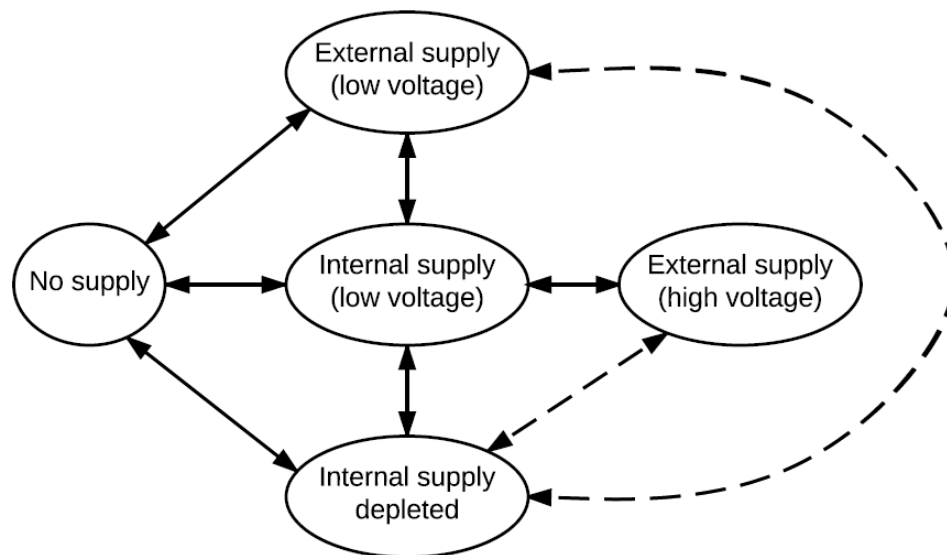 External supply
(low voltage)
No supply
Internal supply
(low voltage)
External supply
(high voltage)
Internal supply
depleted